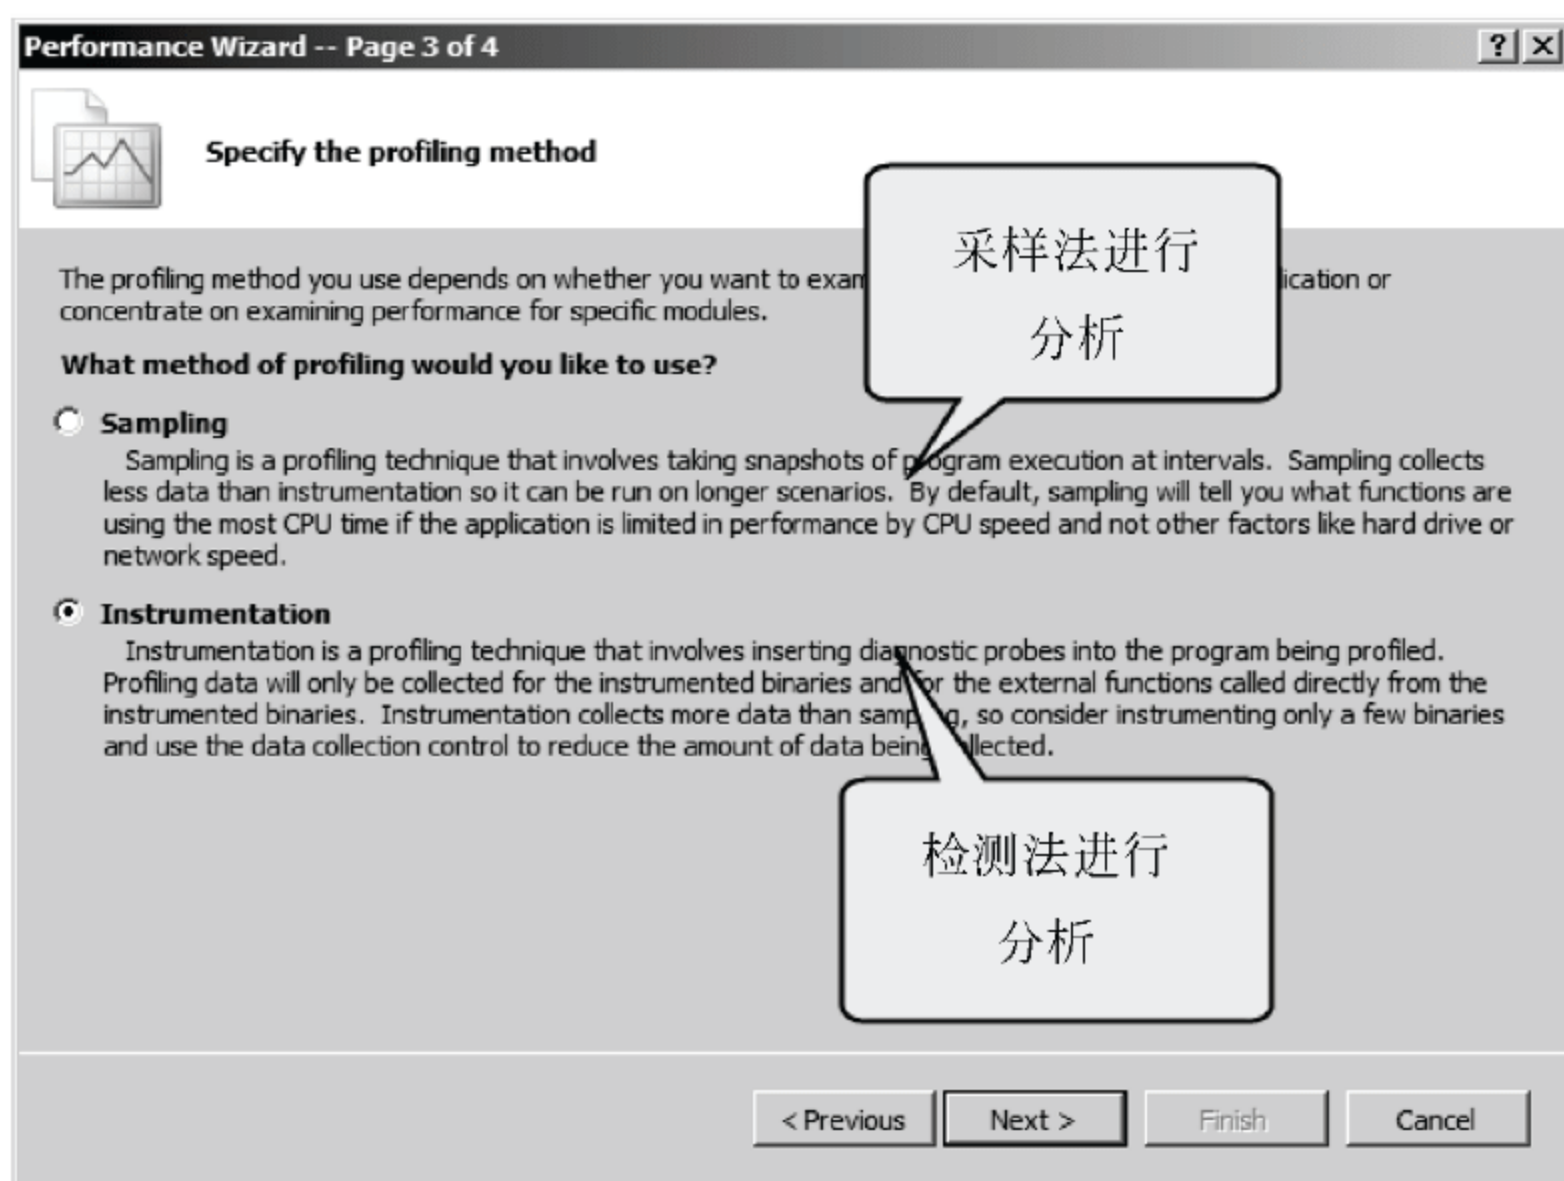 Performance Wizard -- Page 3 of 4
Specify the profiling method
采样法进行
分析
The profiling method you use depends on whether you want to ication or
concentrate on examining performance for specific modules.
What method of profiling would you like to use?
Sampling
Sampling is a profiling technique that involves taking snapshots of program execution at intervals. Sampling collects
less data than instrumentation so it can be run on longer scenarios. By default, sampling will tell you what functions are
using the most CPU time if the application is limited in performance by CPU speed and not other factors like hard drive or
network speed.
Instrumentation
Instrumentation is a profiling technique that involves inserting diagnostic probes into the program being profiled.
Profiling data will only be collected for the instrumented binaries and for the external functions called directly from the
instrumented binaries. Instrumentation collects more data than sampling, so consider instrumenting only a few binaries
and use the data collection control to reduce the amount of data being collected.
检测法进行
分析
< Previous
Next >
Finish
Cancel